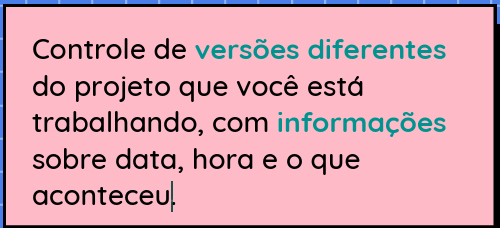 Controle de versões diferentes
do projeto que você está
trabalhando, com informações
sobre data, hora e o que
aconteceu.